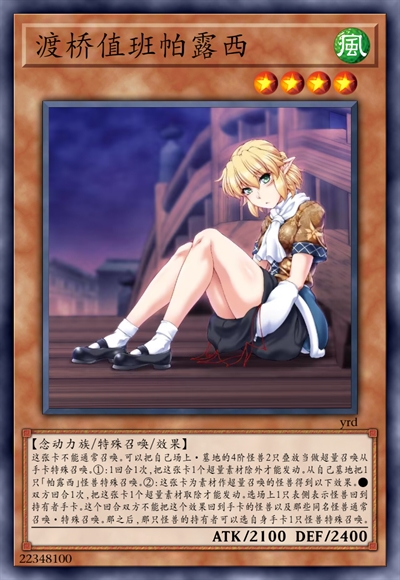 渡桥值班帕露西
風
yrd
【念动力族/特殊召唤/效果】
这张卡不能通常召唤。可以把自己场上·墓地的4阶怪兽2只叠放当做超量召唤从
手卡特殊召唤。①:1回合1次,把这张卡1个超量素材除外才能发动。从自己墓地把1
只「帕露西」怪兽特殊召唤。②:这张卡为素材作超量召唤的怪兽得到以下效果。●
双方回合1次,把这张卡1个超量素材取除才能发动。选场上1只表侧表示怪兽回到
持有者手卡。这个回合双方不能把这个效果回到手卡的怪兽以及那些同名怪兽通常
召唤·特殊召唤。那之后,那只怪兽的持有者可以选自身手卡1只怪兽特殊召唤。
ATK/2100 DEF/2400
22348100